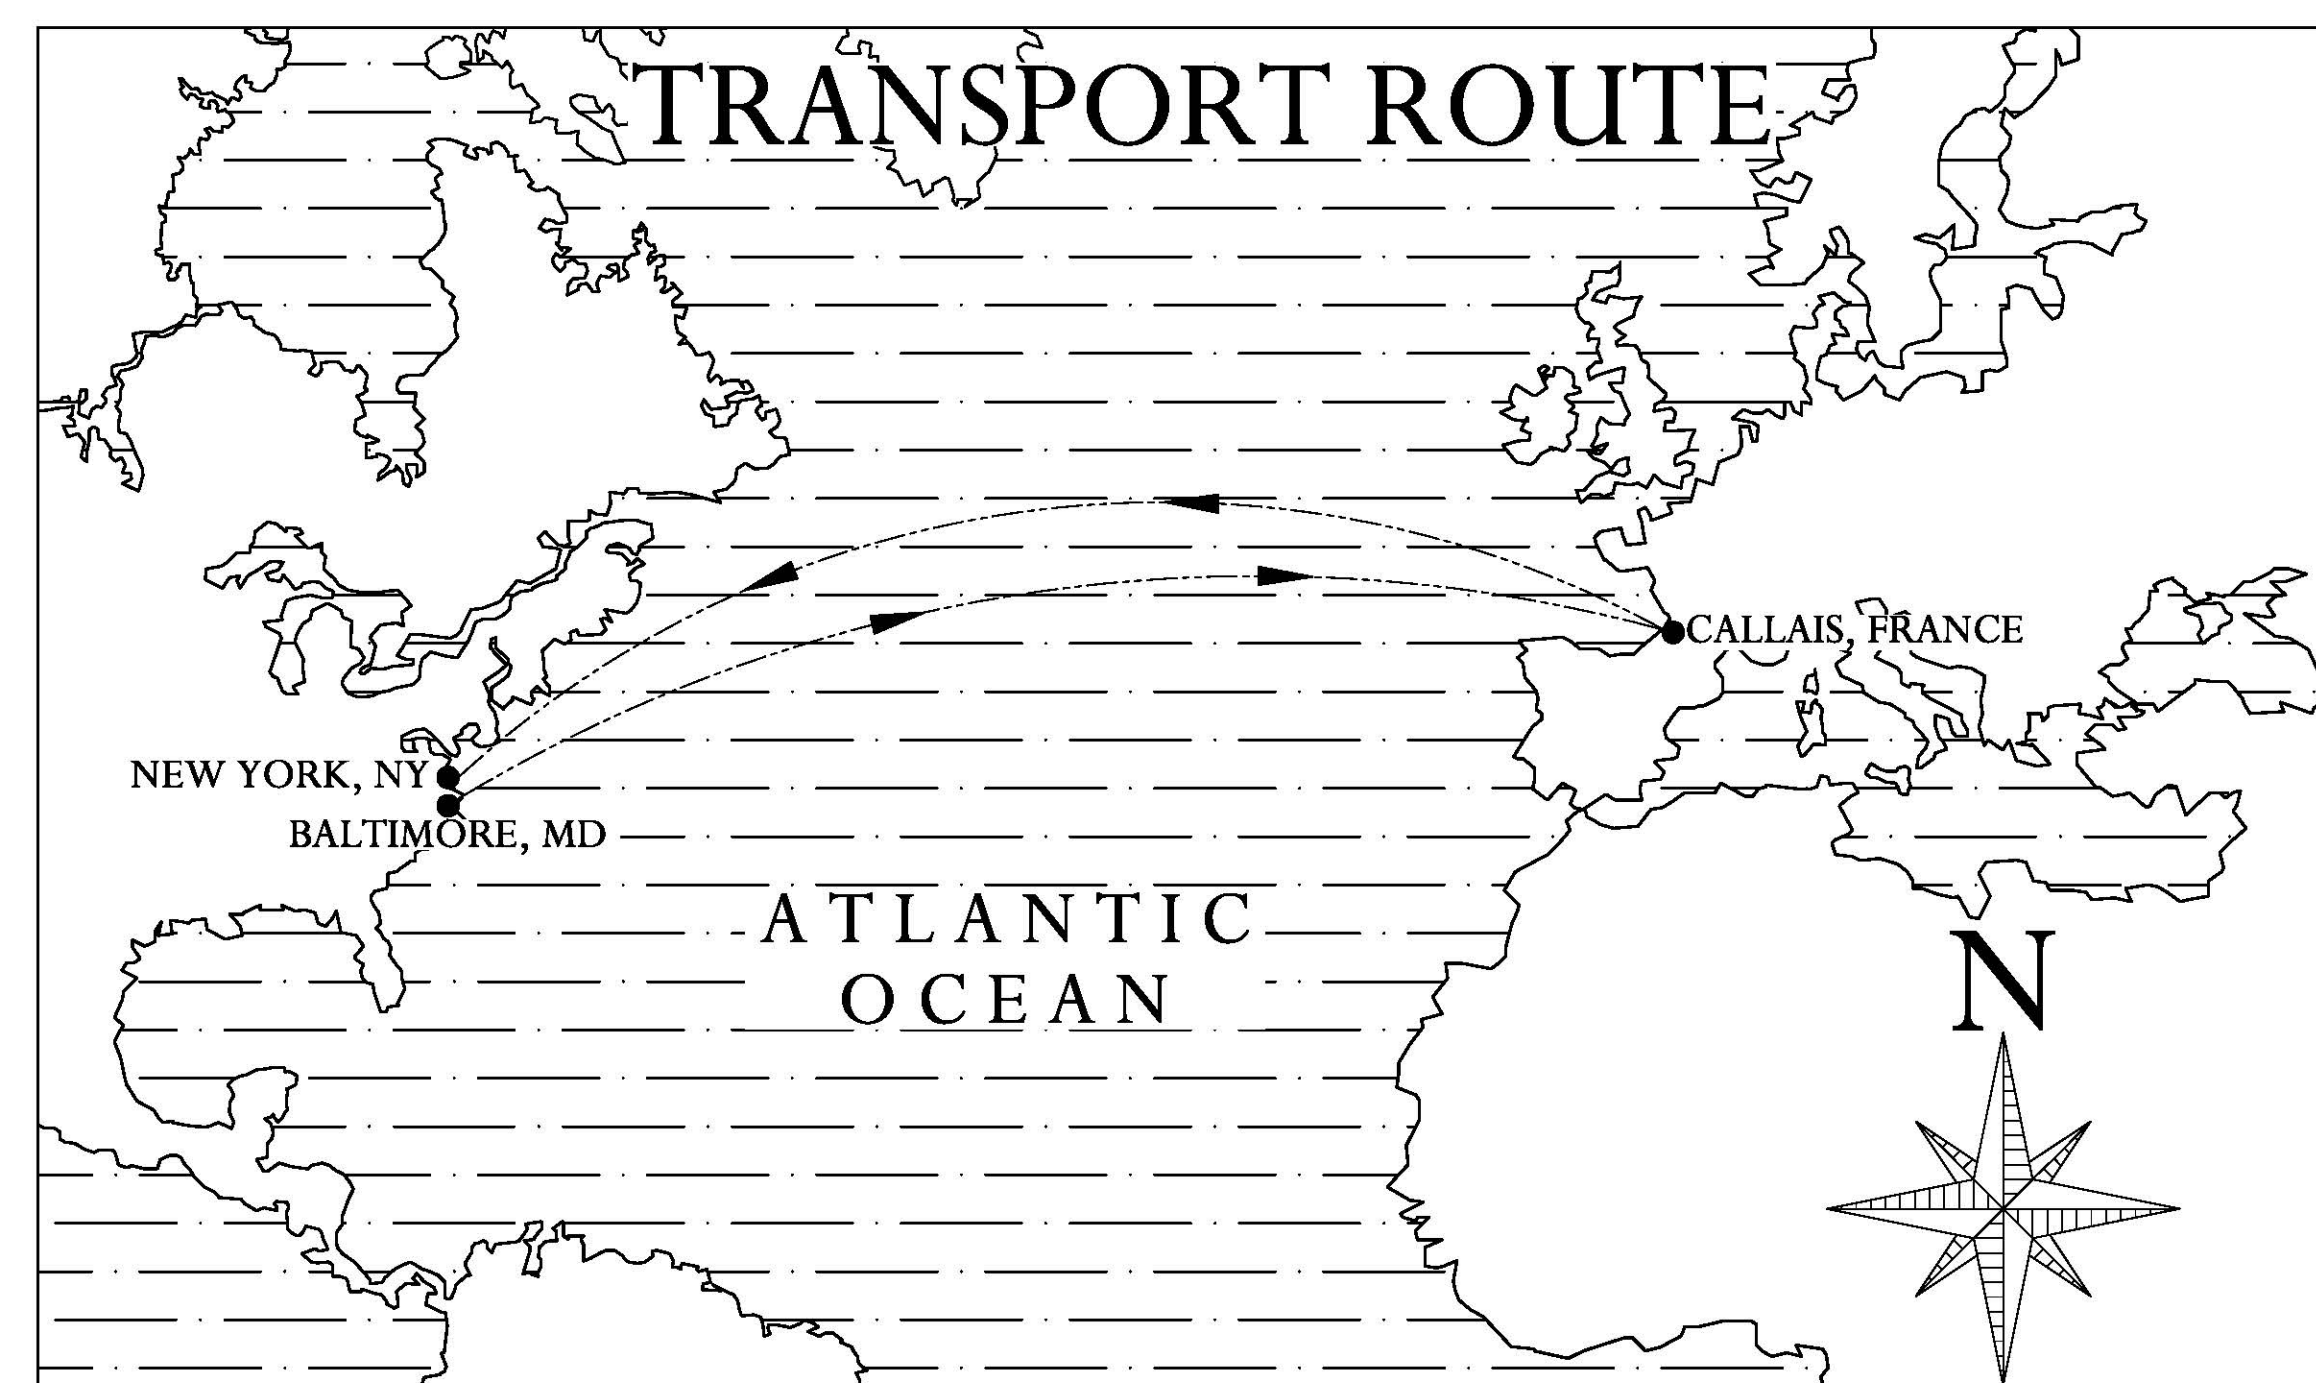 TRANSPORT ROUTE
CALLAIS, FRANCE
NEW YORK, NY
BALTIMORE, MD
ATLANTIC
OCEAN
N